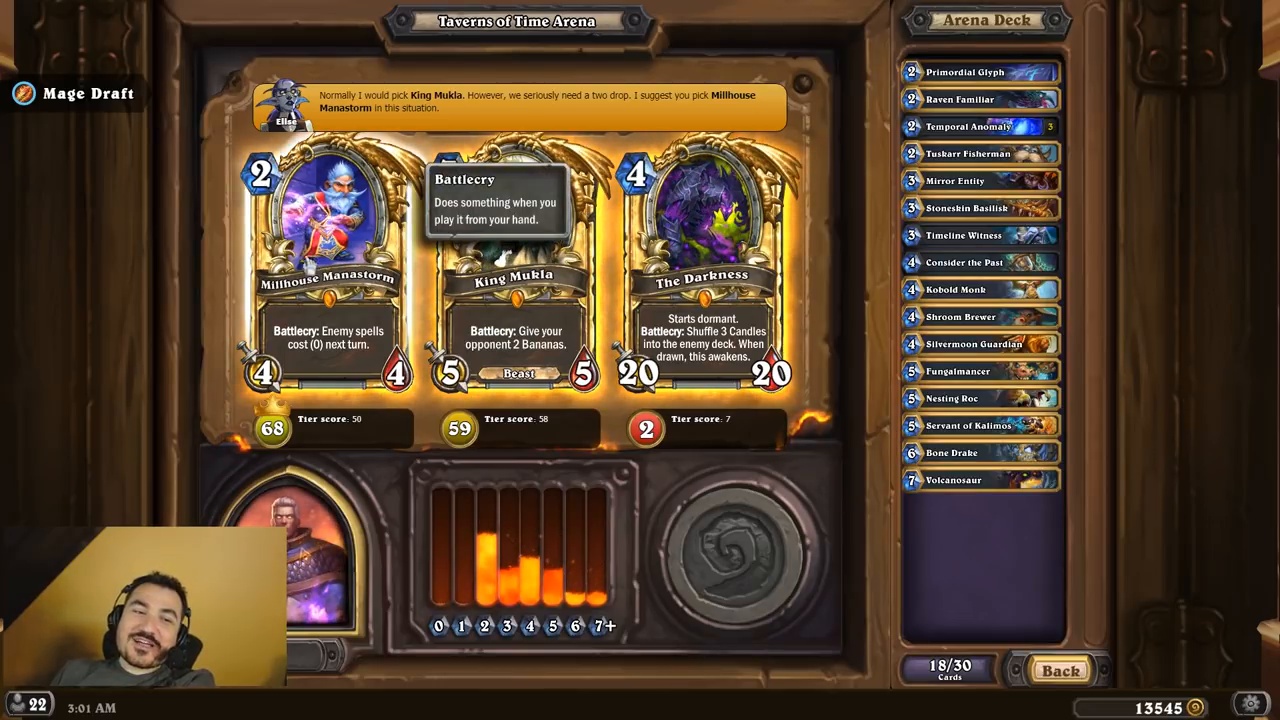 Taverns of Time Arena
Arena Deck
Mage Draft
Normally I would pick King Mukla. However, we seriously need a two drop. I suggest you pick Millhouse
Manastorm in this situation.
Elise
2
Millhouse Manastorm
Battlecry: Enemy spells
cost (0) next turn.
4
4
Battlecry
Does something when you
play it from your hand.
King Mukla
Battlecry: Give your
opponent 2 Bananas.
Beast
5
5
4
The Darkness
Starts dormant.
Battlecry: Shuffle 3 Candles
into the enemy deck. When
drawn, this awakens.
20
20
68
Tier score: 50
59
Tier score: 58
2
Tier score: 7
0 1 2 3 4 5 6 7+
2 Primordial Glyph
2 Raven Familiar
2 Temporal Anomaly 3
2 Tuskarr Fisherman
3 Mirror Entity
3 Stoneskin Basilisk
3 Timeline Witness
4 Consider the Past
4 Kobold Monk
4 Shroom Brewer
4 Silvermoon Guardian
5 Fungalmancer
5 Nesting Roc
5 Servant of Kalimos
6 Bone Drake
7 Volcanosaur
18/30
Cards
Back
22
3:01 AM
13545